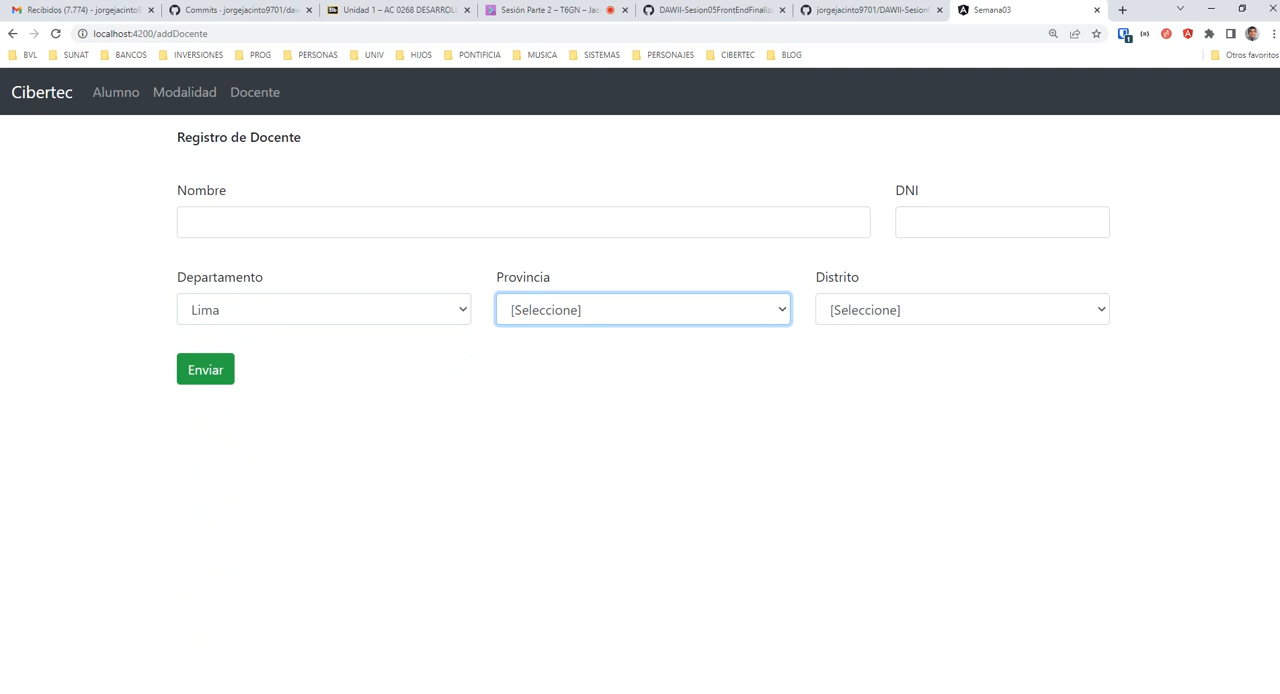 Recibidos (7.774) - jorgejacinto9
Commits · jorgejacinto9701/daw
Unidad 1 – AC 0268 DESARROLL
Sesión Parte 2 – T6GN – Jac
DAWII-Sesion05FrontEndFinaliz
jorgejacinto9701/DAWII-Sesion
Semana03
localhost:4200/addDocente
BVL SUNAT BANCOS INVERSIONES PROG PERSONAS UNIV HIJOS PONTIFICIA MUSICA SISTEMAS PERSONAJES CIBERTEC BLOG Otros favoritos
Cibertec Alumno Modalidad Docente
Registro de Docente
Nombre DNI
Departamento Provincia Distrito
Lima [Seleccione] [Seleccione]
Enviar